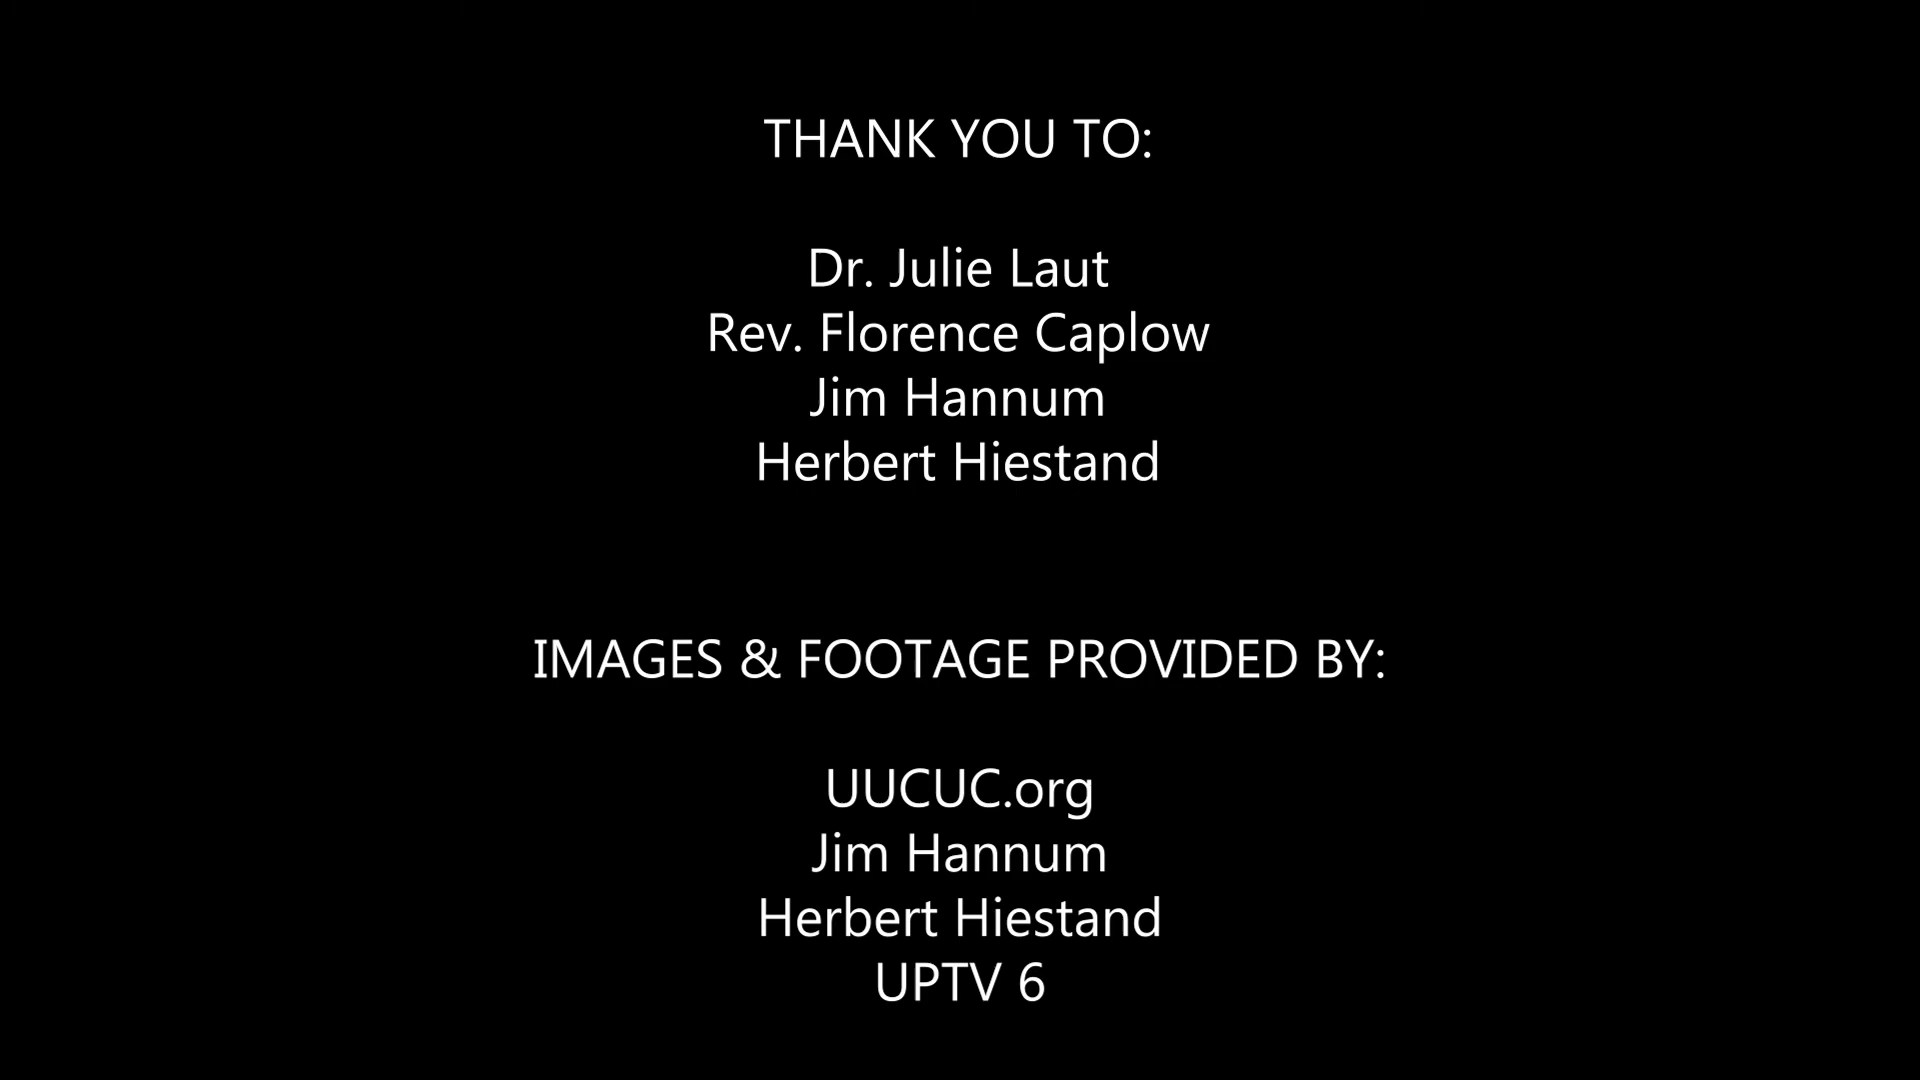 THANK YOU TO:
Dr. Julie Laut
Rev. Florence Caplow
Jim Hannum
Herbert Hiestand
IMAGES & FOOTAGE PROVIDED BY:
UUCUC.org
Jim Hannum
Herbert Hiestand
UPTV 6